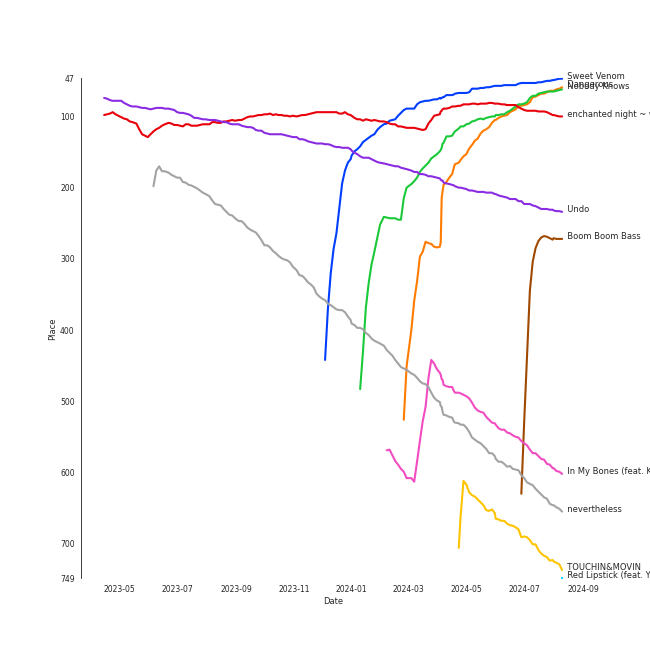 47
100
200
300
400
500
600
700
749
Place
2023-05
2023-07
2023-09
2023-11
2024-01
2024-03
2024-05
2024-07
2024-09
Date
Sweet Venom
Nobody Knows
enchanted night ~
Undo
Boom Boom Bass
In My Bones (feat. K
nevertheless
TOUCHIN&MOVIN
Red Lipstick (feat. Y